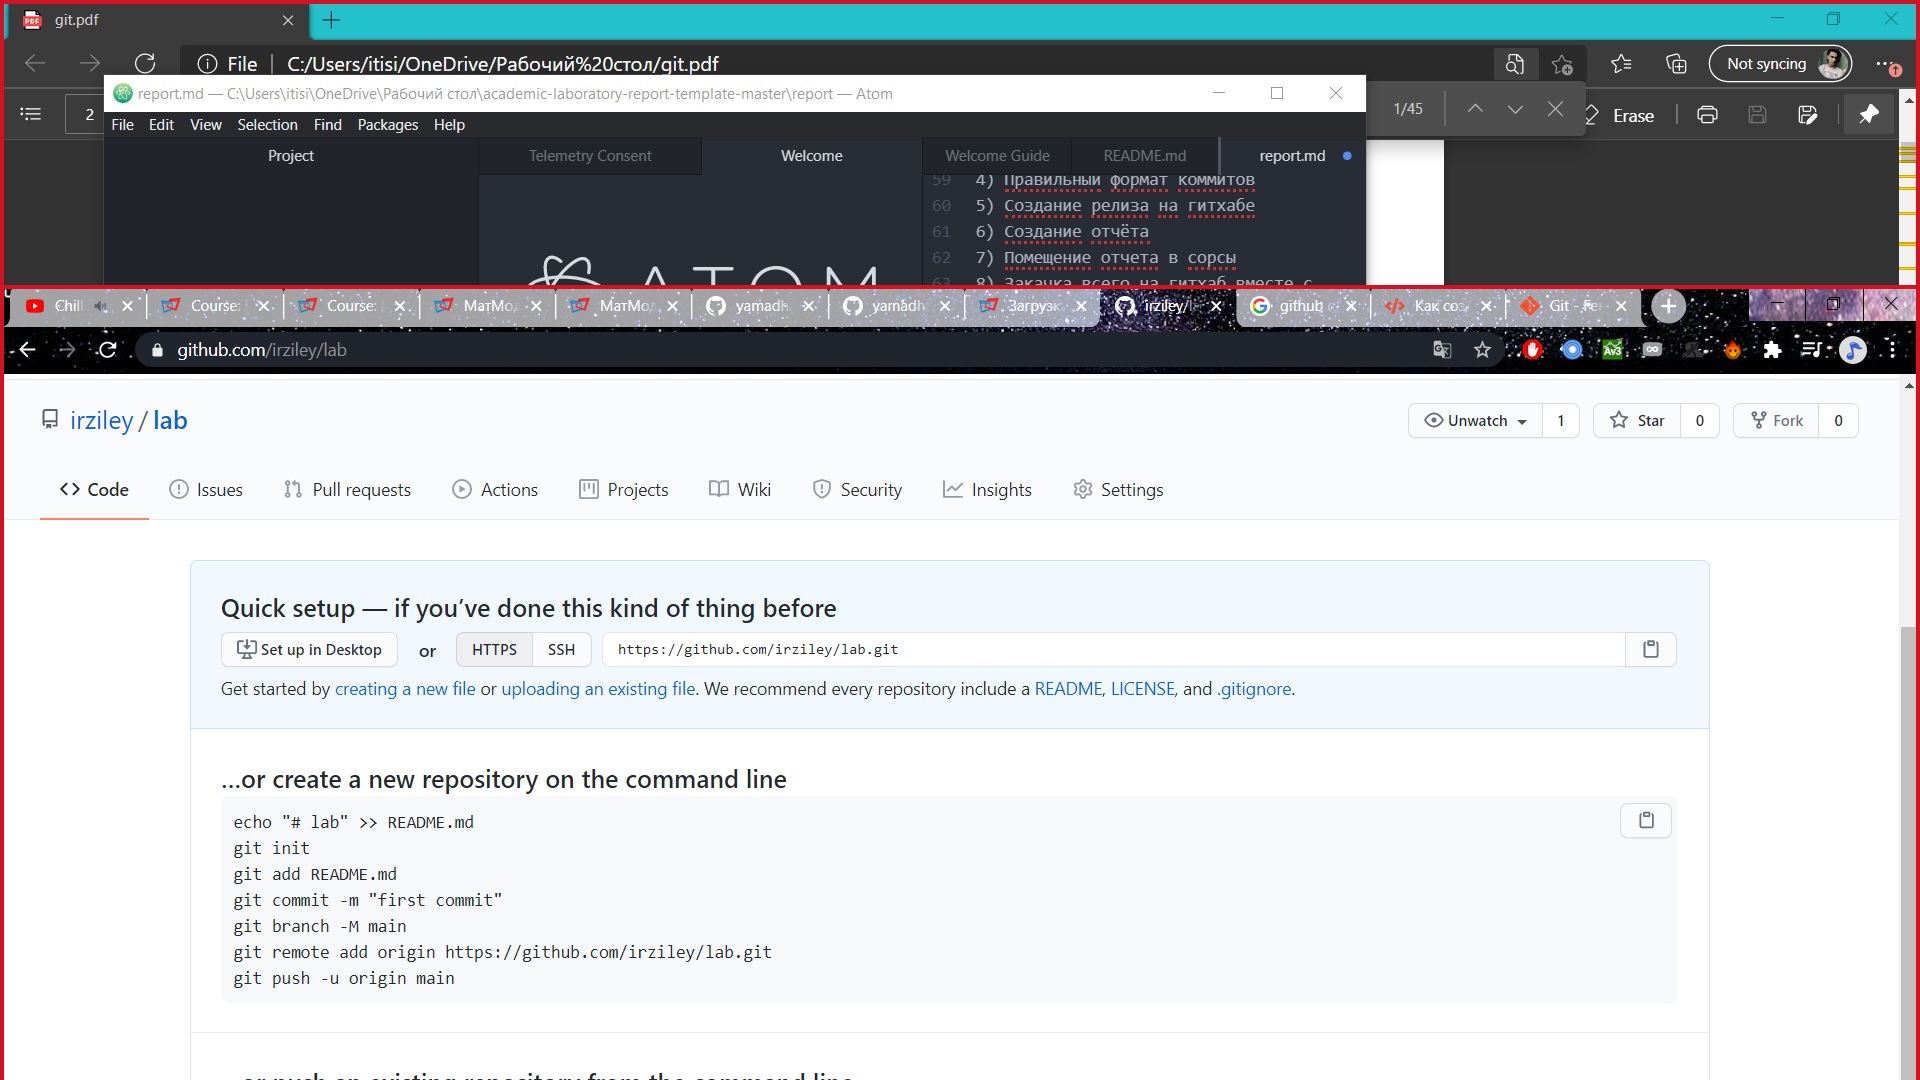 git.pdf
File C:/Users/itisi/OneDrive/Рабочий%20стол/git.pdf
Not syncing
report.md — C:\Users\itisi\OneDrive\Рабочий стол\academic-laboratory-report-template-master\report — Atom
2
1/45
Erase
File Edit View Selection Find Packages Help
Project
Telemetry Consent
Welcome
Welcome Guide
README.md
report.md
59 4) Правильный формат коммитов
60 5) Создание релиза на гитхабе
61 6) Создание отчёта
62 7) Помещение отчета в сорсы
63 8) Закачка всего на гитхаб вместе с
ATOM
Chill
Course:
Course:
МатМо
МатМо
yamadh
yamadh
Загрузк
irziley/l
github
Как соз
Git -
github.com/irziley/lab
irziley / lab
Unwatch 1
Star 0
Fork 0
Code
Issues
Pull requests
Actions
Projects
Wiki
Security
Insights
Settings
Quick setup — if you’ve done this kind of thing before
Set up in Desktop or HTTPS SSH https://github.com/irziley/lab.git
Get started by creating a new file or uploading an existing file. We recommend every repository include a README, LICENSE, and .gitignore.
…or create a new repository on the command line
echo "# lab" >> README.md
git init
git add README.md
git commit -m "first commit"
git branch -M main
git remote add origin https://github.com/irziley/lab.git
git push -u origin main
…or push an existing repository from the command line